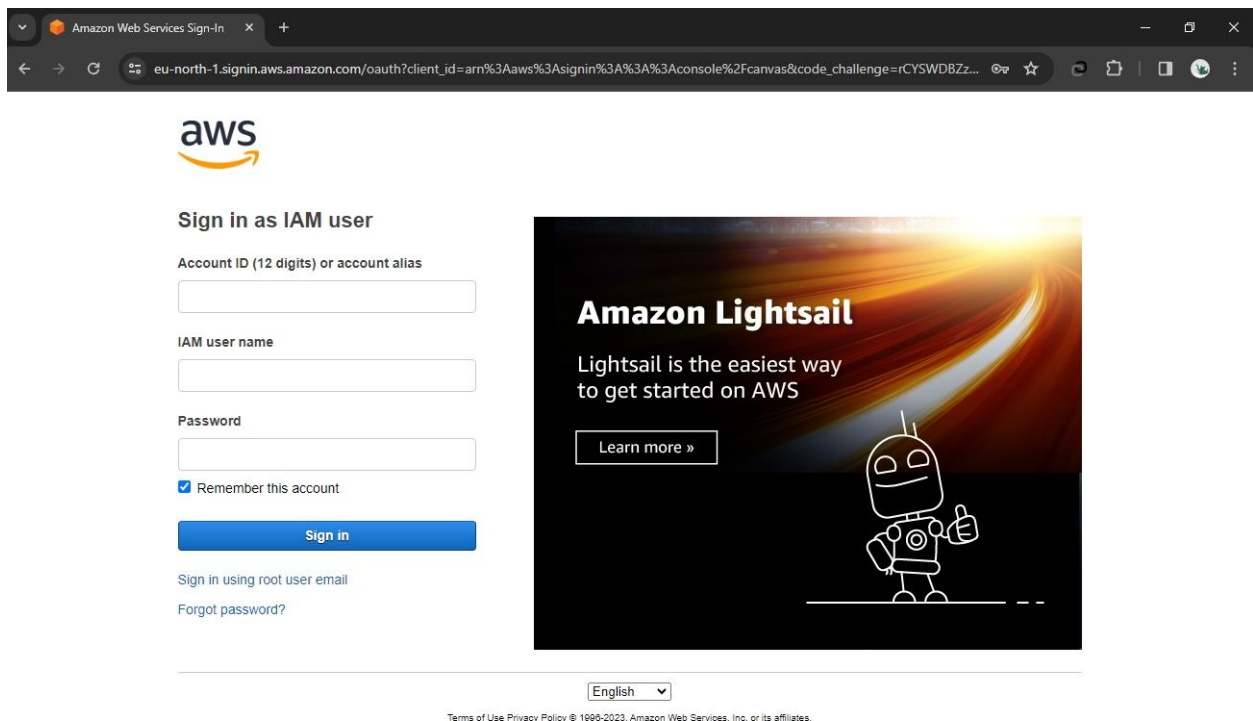 Amazon Web Services Sign-In
eu-north-1.signin.aws.amazon.com/oauth?client_id=arn%3Aaws%3Asignin%3A%3A%3Aconsole%2Fcanvas&code_challenge=rCYSWDBZz...
aws
Sign in as IAM user
Account ID (12 digits) or account alias
IAM user name
Password
Remember this account
Sign in
Sign in using root user email
Forgot password?
Amazon Lightsail
Lightsail is the easiest way
to get started on AWS
Learn more »
English
Terms of Use Privacy Policy © 1996-2023, Amazon Web Services, Inc. or its affiliates.